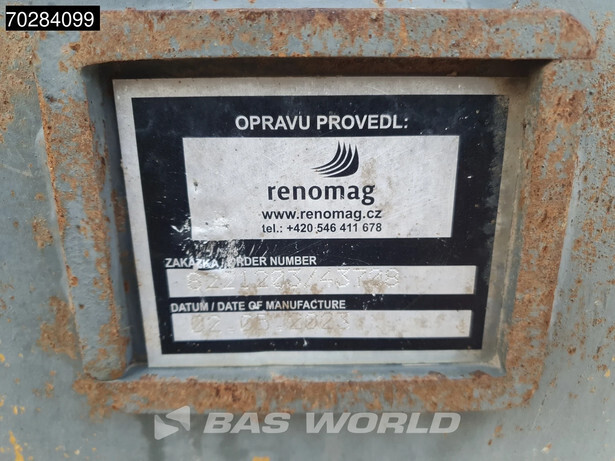 70284099
OPRAVU PROVEDL:
renomag
www.renomag.cz
tel.: +420 546 411 678
ZAKÁZKA / ORDER NUMBER
DATUM / DATE OF MANUFACTURE
2023
BAS WORLD